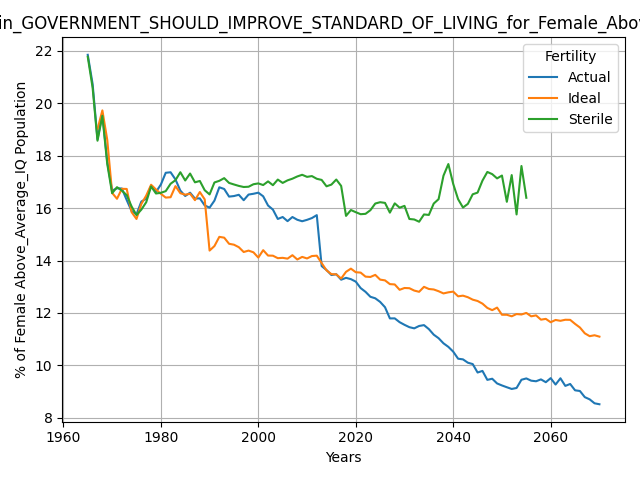 in_GOVERNMENT_SHOULD_IMPROVE_STANDARD_OF_LIVING_for_Female_Abov
Fertility
Actual
Ideal
Sterile
% of Female Above_Average_IQ Population
22
20
18
16
14
12
10
8
1960
1980
2000
2020
2040
2060
Years